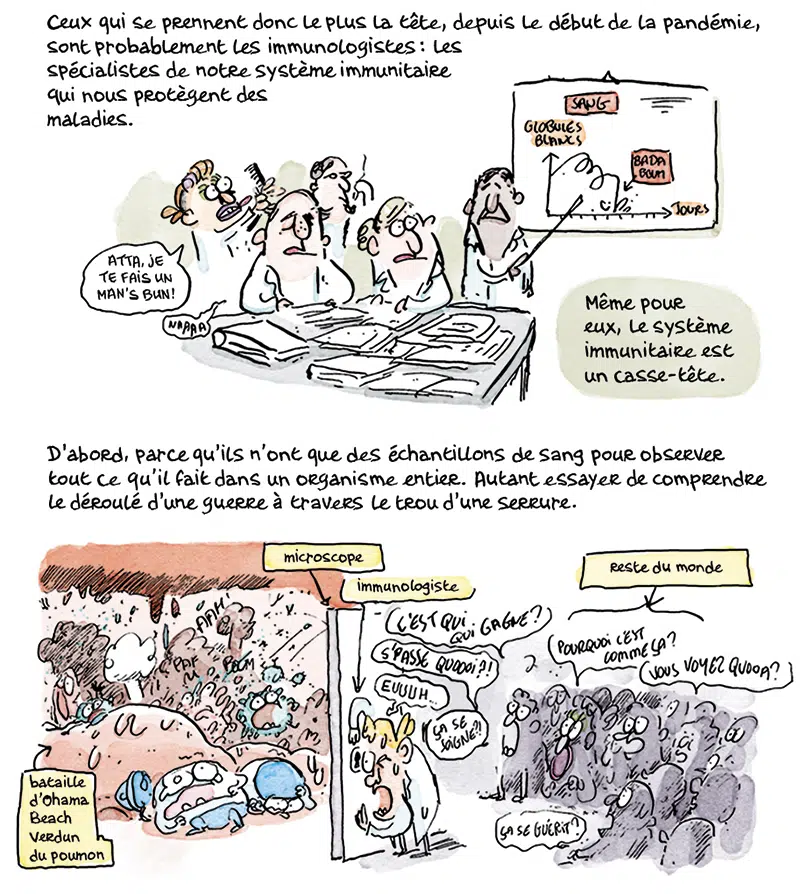 Ceux qui se prennent donc le plus la tête, depuis le début de la pandémie,
sont probablement les immunologistes : les
spécialistes de notre système immunitaire
qui nous protègent des
maladies.
SANG
GLOBULES
BLANCS
BADA
BOUM
JOURS
ATTA, JE
TE FAIS UN
MAN'S BUN!
NAAAA
Même pour
eux, le système
immunitaire est
un casse-tête.
D'abord, parce qu'ils n'ont que des échantillons de sang pour observer
tout ce qu'il fait dans un organisme entier. Autant essayer de comprendre
le déroulé d'une guerre à travers le trou d'une serrure.
microscope
immunologiste
Reste du monde
AAH!
PAF
POM
C'EST QUI
QUI GAGNE?
S'PASSE QUOOOI?!
EUUUH...
ÇA SE
SOIGNE?!
POURQUOI C'EST
COMME ÇA?
VOUS VOYEZ QUOOA?
ÇA SE GUÉRIT?
bataille
d'Ohama
Beach
Verdun
du poumon